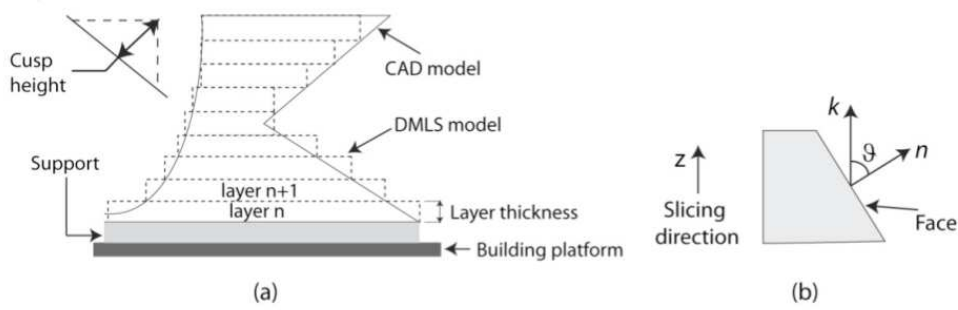 Cusp
height
CAD model
DMLS model
Support
layer n+1
layer n
Layer thickness
Building platform
(a)
k
ϑ
n
z
Slicing
direction
Face
(b)